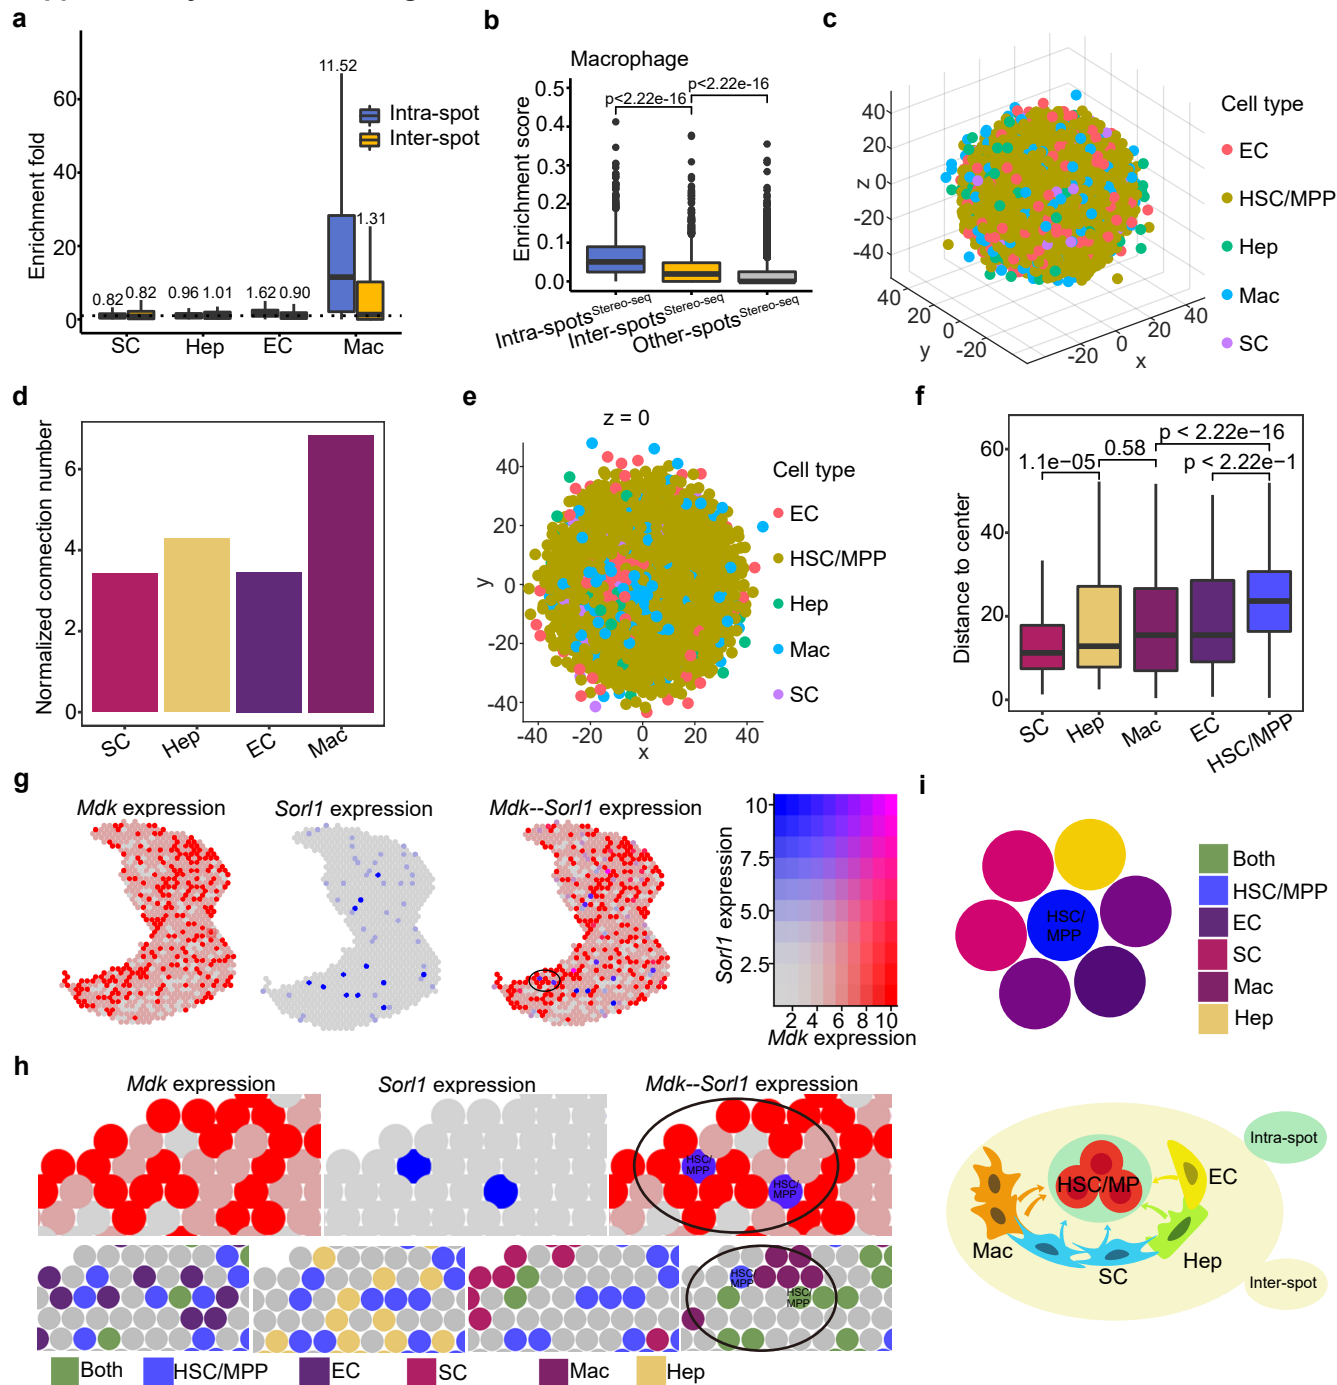 a
Enrichment fold
60
40
20
0
11.52
1.31
0.82
0.82
0.96
1.01
1.62
0.90
Intra-spot
Inter-spot
SC
Hep
EC
Mac
b
Macrophage
Enrichment score
0.5
0.4
0.3
0.2
0.1
0.0
p<2.22e-16
p<2.22e-16
Intra-spots^Stereo-seq
Inter-spots^Stereo-seq
Other-spots^Stereo-seq
c
z
40
20
0
-20
-40
40
20
0
-20
y
-20
0
20
40
x
Cell type
EC
HSC/MPP
Hep
Mac
SC
d
Normalized connection number
6
4
2
0
SC
Hep
EC
Mac
e
z = 0
y
40
20
0
-20
-40
-40
-20
0
20
40
x
Cell type
EC
HSC/MPP
Hep
Mac
SC
f
Distance to center
60
40
20
0
1.1e−05
0.58
p < 2.22e−16
p < 2.22e−1
SC
Hep
Mac
EC
HSC/MPP
g
Mdk expression
Sorl1 expression
Mdk--Sorl1 expression
Sorl1 expression
10
7.5
5.0
2.5
2 4 6 8 10
Mdk expression
i
HSC/
MPP
Both
HSC/MPP
EC
SC
Mac
Hep
h
Mdk expression
Sorl1 expression
Mdk--Sorl1 expression
HSC/
MPP
HSC/
MPP
HSC/
MPP
HSC/
MPP
Both
HSC/MPP
EC
SC
Mac
Hep
Intra-spot
HSC/MP
EC
Mac
SC
Hep
Inter-spot